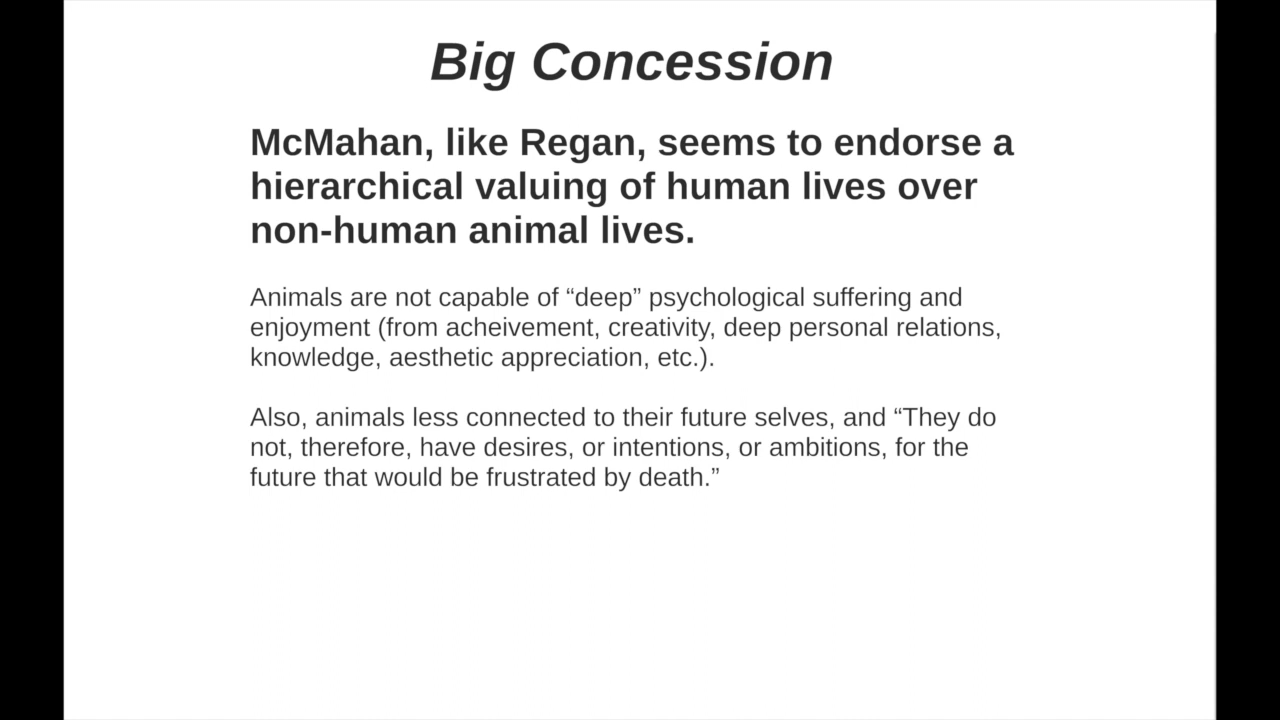 Big Concession
McMahan, like Regan, seems to endorse a
hierarchical valuing of human lives over
non-human animal lives.
Animals are not capable of “deep” psychological suffering and
enjoyment (from acheivement, creativity, deep personal relations,
knowledge, aesthetic appreciation, etc.).
Also, animals less connected to their future selves, and “They do
not, therefore, have desires, or intentions, or ambitions, for the
future that would be frustrated by death.”